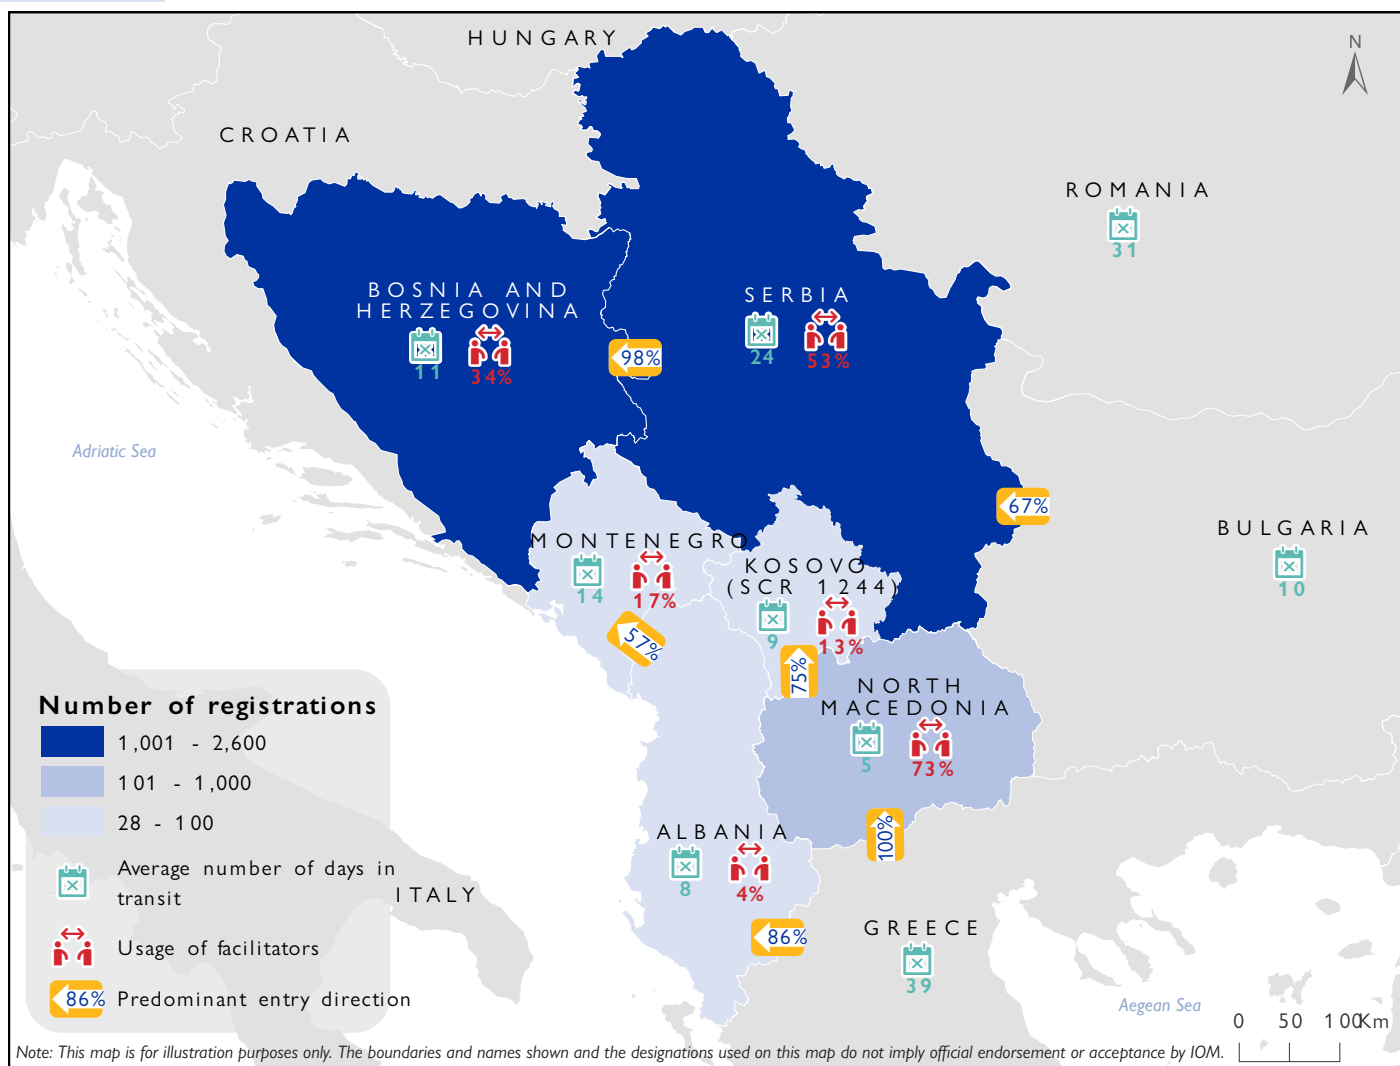 HUNGARY
N
CROATIA
ROMANIA
31
BOSNIA AND
HERZEGOVINA
11
34%
SERBIA
24
53%
98%
Adriatic Sea
67%
BULGARIA
10
MONTENEGRO
14
17%
KOSOVO
(SCR 1244)
9
13%
57%
75%
NORTH
MACEDONIA
5
73%
100%
ALBANIA
8
4%
86%
GREECE
39
ITALY
Aegean Sea
Number of registrations
1,001 - 2,600
101 - 1,000
28 - 100
Average number of days in
transit
Usage of facilitators
86% Predominant entry direction
0 50 100Km
Note: This map is for illustration purposes only. The boundaries and names shown and the designations used on this map do not imply official endorsement or acceptance by IOM.